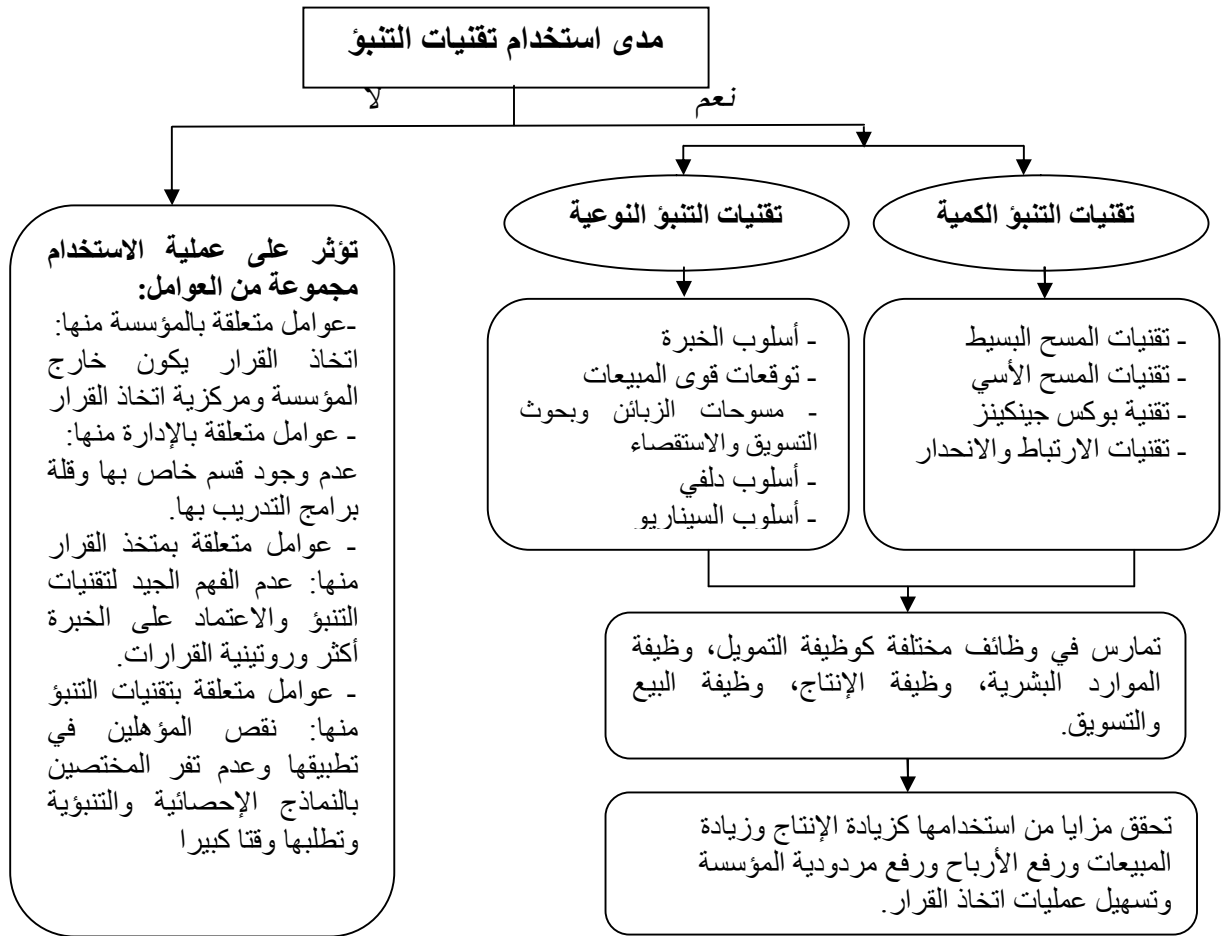 مدى استخدام تقنيات التنبؤ
نعم
لا
تقنيات التنبؤ الكمية
تقنيات التنبؤ النوعية
- تقنيات المسح البسيط
- تقنيات المسح الأسي
- تقنية بوكس جينكينز
- تقنيات الارتباط والانحدار
- أسلوب الخبرة
- توقعات قوى المبيعات
- مسوحات الزبائن وبحوث
التسويق والاستقصاء
- أسلوب دلفي
- أسلوب السيناريو
تمارس في وظائف مختلفة كوظيفة التمويل، وظيفة
الموارد البشرية، وظيفة الإنتاج، وظيفة البيع
والتسويق.
تحقق مزايا من استخدامها كزيادة الإنتاج وزيادة
المبيعات ورفع الأرباح ورفع مردودية المؤسسة
وتسهيل عمليات اتخاذ القرار.
تؤثر على عملية الاستخدام
مجموعة من العوامل:
-عوامل متعلقة بالمؤسسة منها:
اتخاذ القرار يكون خارج
المؤسسة ومركزية اتخاذ القرار
- عوامل متعلقة بالإدارة منها:
عدم وجود قسم خاص بها وقلة
برامج التدريب بها.
- عوامل متعلقة بمتخذ القرار
منها: عدم الفهم الجيد لتقنيات
التنبؤ والاعتماد على الخبرة
أكثر وروتينية القرارات.
- عوامل متعلقة بتقنيات التنبؤ
منها: نقص المؤهلين في
تطبيقها وعدم تفر المختصين
بالنماذج الإحصائية والتنبؤية
وتطلبها وقتا كبيرا